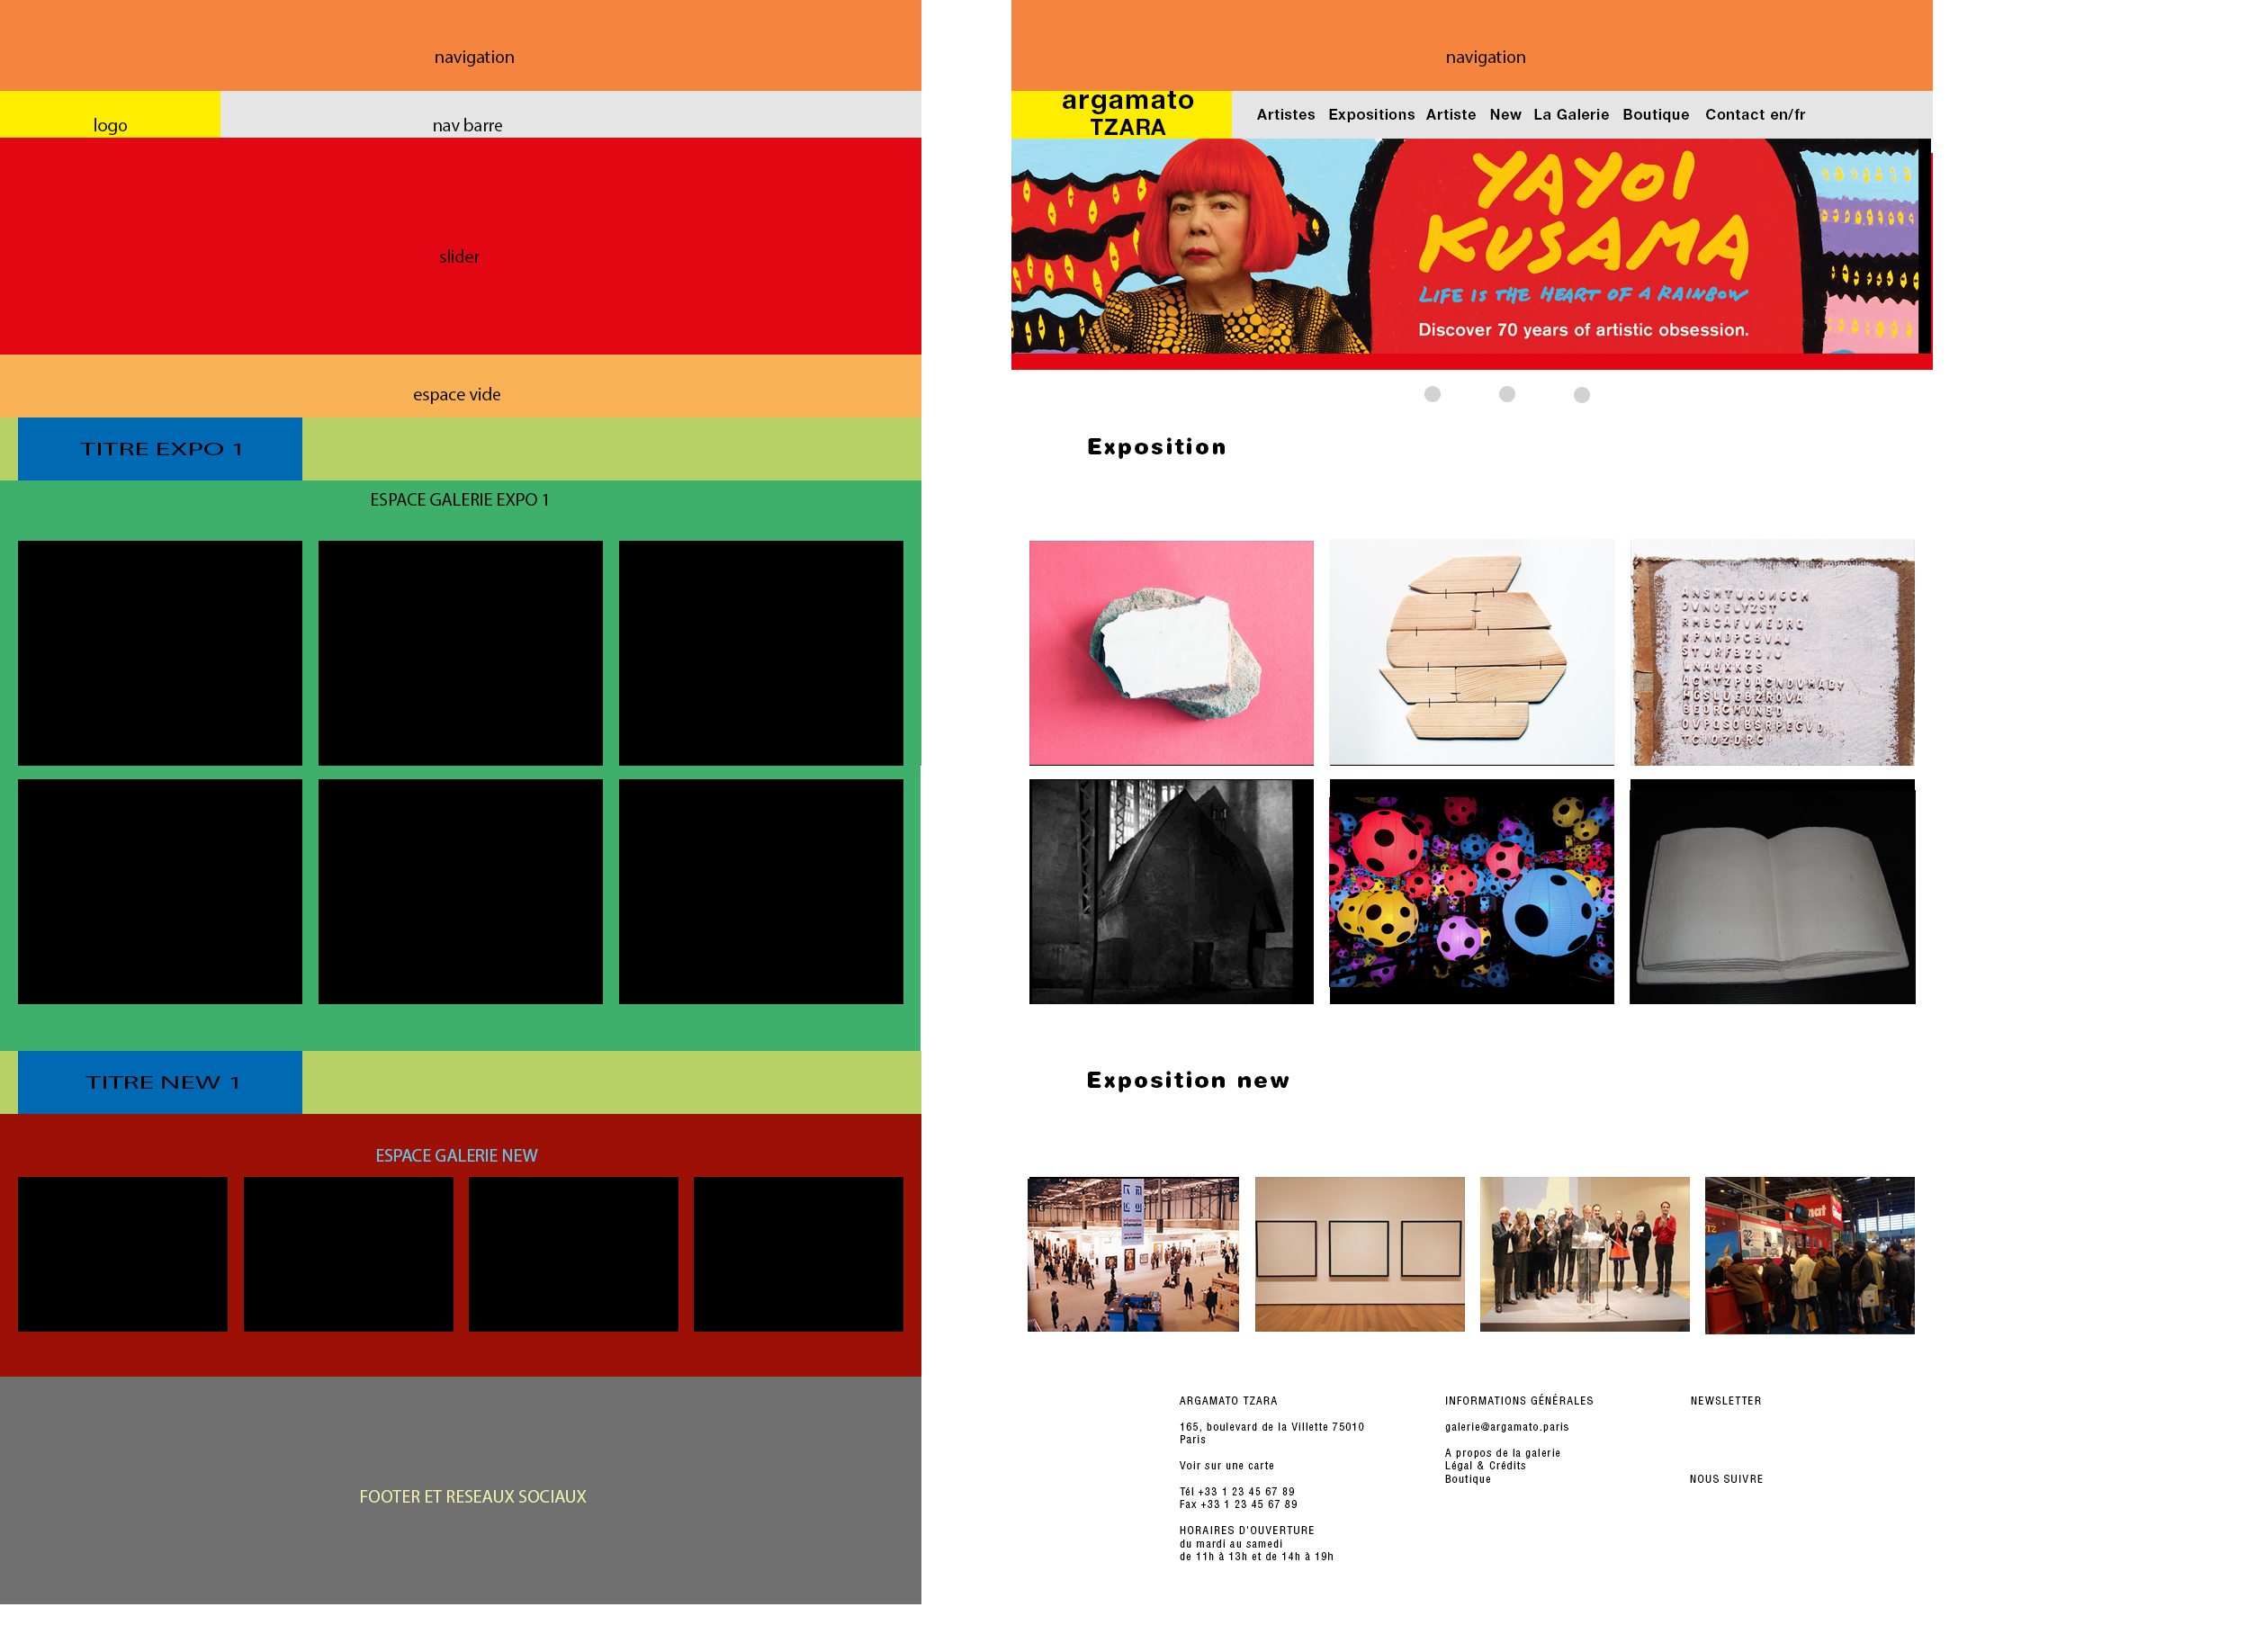 navigation
logo
nav barre
slider
espace vide
TITRE EXPO 1
ESPACE GALERIE EXPO 1
TITRE NEW 1
ESPACE GALERIE NEW
FOOTER ET RESEAUX SOCIAUX
navigation
argamato
TZARA
Artistes Expositions Artiste New La Galerie Boutique Contact en/fr
YAYOI
KUSAMA
LIFE IS THE HEART OF A RAINBOW
Discover 70 years of artistic obsession.
Exposition
Exposition new
ARGAMATO TZARA
165, boulevard de la Villette 75010
Paris
Voir sur une carte
Tél +33 1 23 45 67 89
Fax +33 1 23 45 67 89
HORAIRES D'OUVERTURE
du mardi au samedi
de 11h à 13h et de 14h à 19h
INFORMATIONS GÉNÉRALES
galerie@argamato.paris
A propos de la galerie
Légal & Crédits
Boutique
NEWSLETTER
NOUS SUIVRE